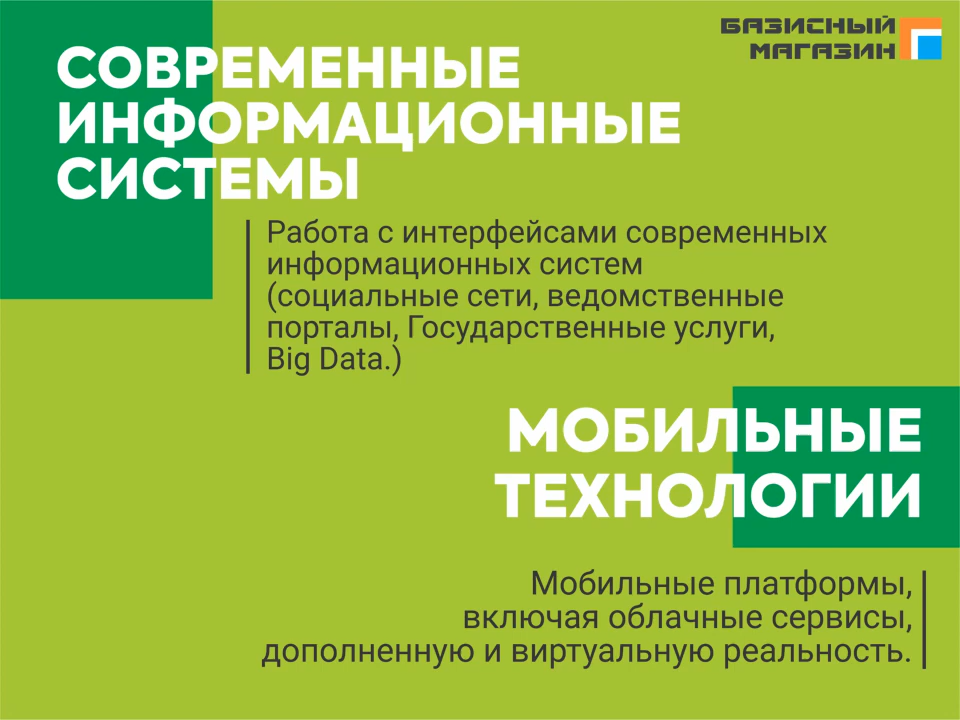 БАЗИСНЫЙ
МАГАЗИН
СОВРЕМЕННЫЕ
ИНФОРМАЦИОННЫЕ
СИСТЕМЫ
Работа с интерфейсами современных
информационных систем
(социальные сети, ведомственные
порталы, Государственные услуги,
Big Data.)
МОБИЛЬНЫЕ
ТЕХНОЛОГИИ
Мобильные платформы,
включая облачные сервисы,
дополненную и виртуальную реальность.